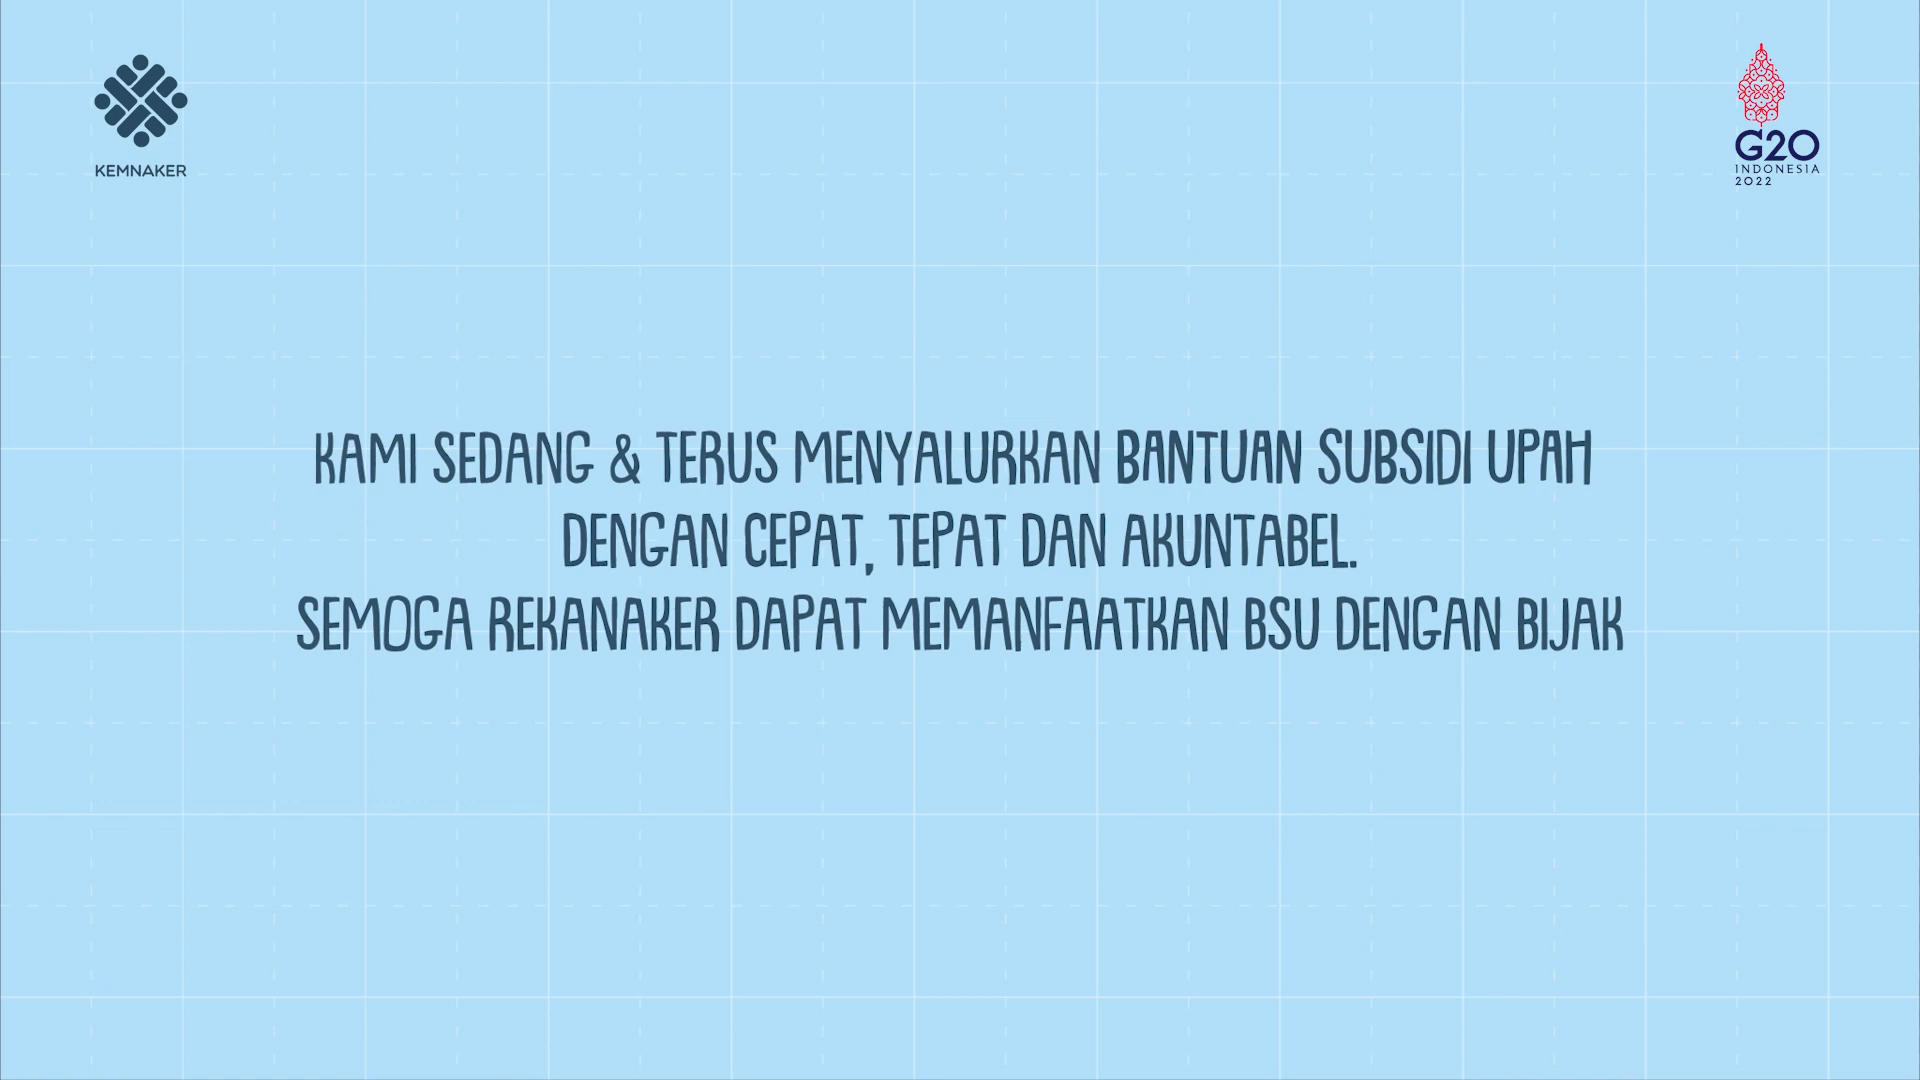 KEMNAKER
G20
INDONESIA
2022
KAMI SEDANG & TERUS MENYALURKAN BANTUAN SUBSIDI UPAH
DENGAN CEPAT, TEPAT DAN AKUNTABEL.
SEMOGA REKANAKER DAPAT MEMANFAATKAN BSU DENGAN BIJAK